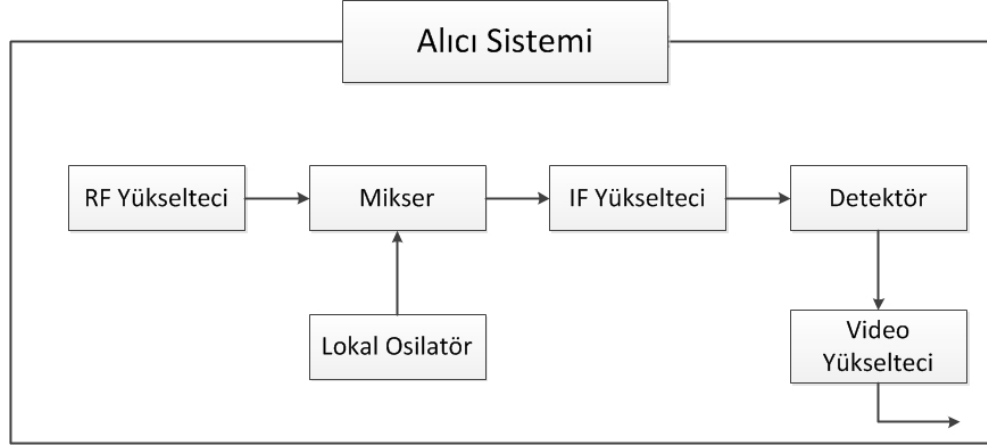 Alıcı Sistemi
RF Yükselteci
Mikser
IF Yükselteci
Detektör
Lokal Osilatör
Video
Yükselteci